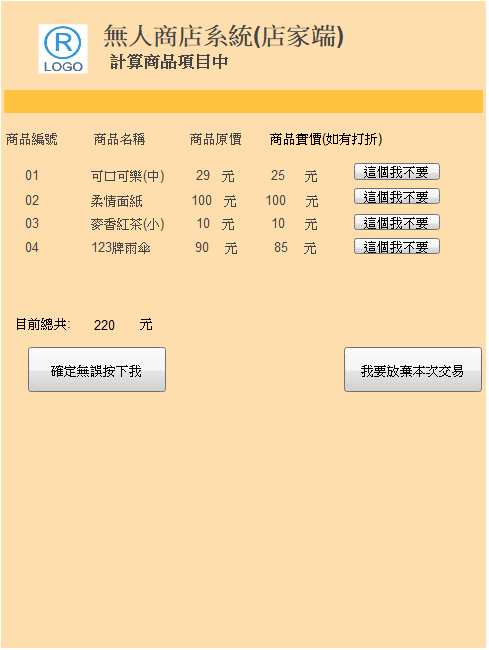 無人商店系統(店家端)
R
LOGO
計算商品項目中
商品編號 商品名稱 商品原價 商品實價(如有打折)
01 可口可樂(中) 29 元 25 元 這個我不要
02 柔情面紙 100 元 100 元 這個我不要
03 麥香紅茶(小) 10 元 10 元 這個我不要
04 123牌雨傘 90 元 85 元 這個我不要
目前總共: 220 元
確定無誤按下我 我要放棄本次交易